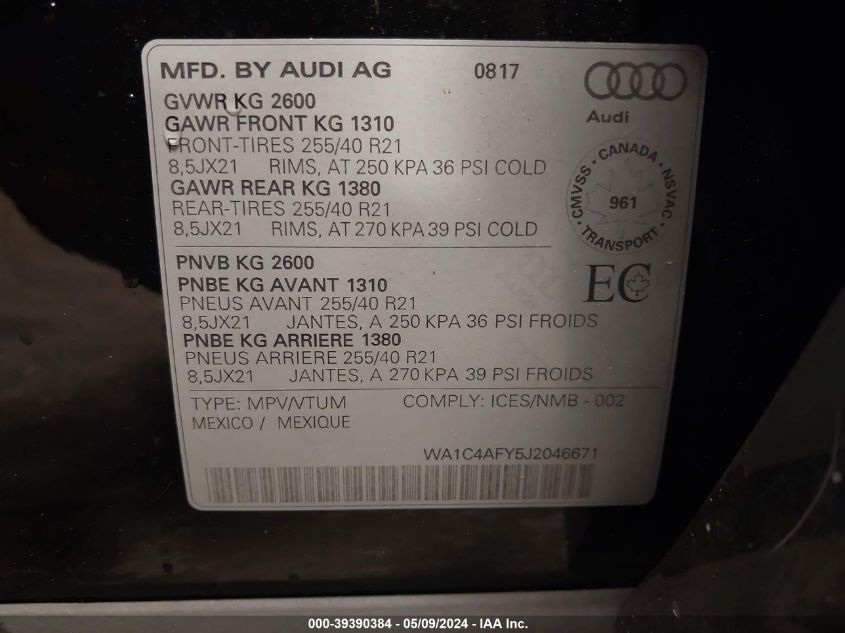 MFD. BY AUDI AG 0817
Audi
GVWR KG 2600
GAWR FRONT KG 1310
FRONT-TIRES 255/40 R21
8,5JX21 RIMS, AT 250 KPA 36 PSI COLD
GAWR REAR KG 1380
REAR-TIRES 255/40 R21
8,5JX21 RIMS, AT 270 KPA 39 PSI COLD
CMVSS · CANADA · NSVAC · TRANSPORT ·
961
PNVB KG 2600
PNBE KG AVANT 1310
PNEUS AVANT 255/40 R21
8,5JX21 JANTES, A 250 KPA 36 PSI FROIDS
PNBE KG ARRIERE 1380
PNEUS ARRIERE 255/40 R21
8,5JX21 JANTES, A 270 KPA 39 PSI FROIDS
EC
TYPE: MPV/VTUM COMPLY: ICES/NMB - 002
MEXICO / MEXIQUE
WA1C4AFY5J2046671
000-39390384 - 05/09/2024 - IAA Inc.